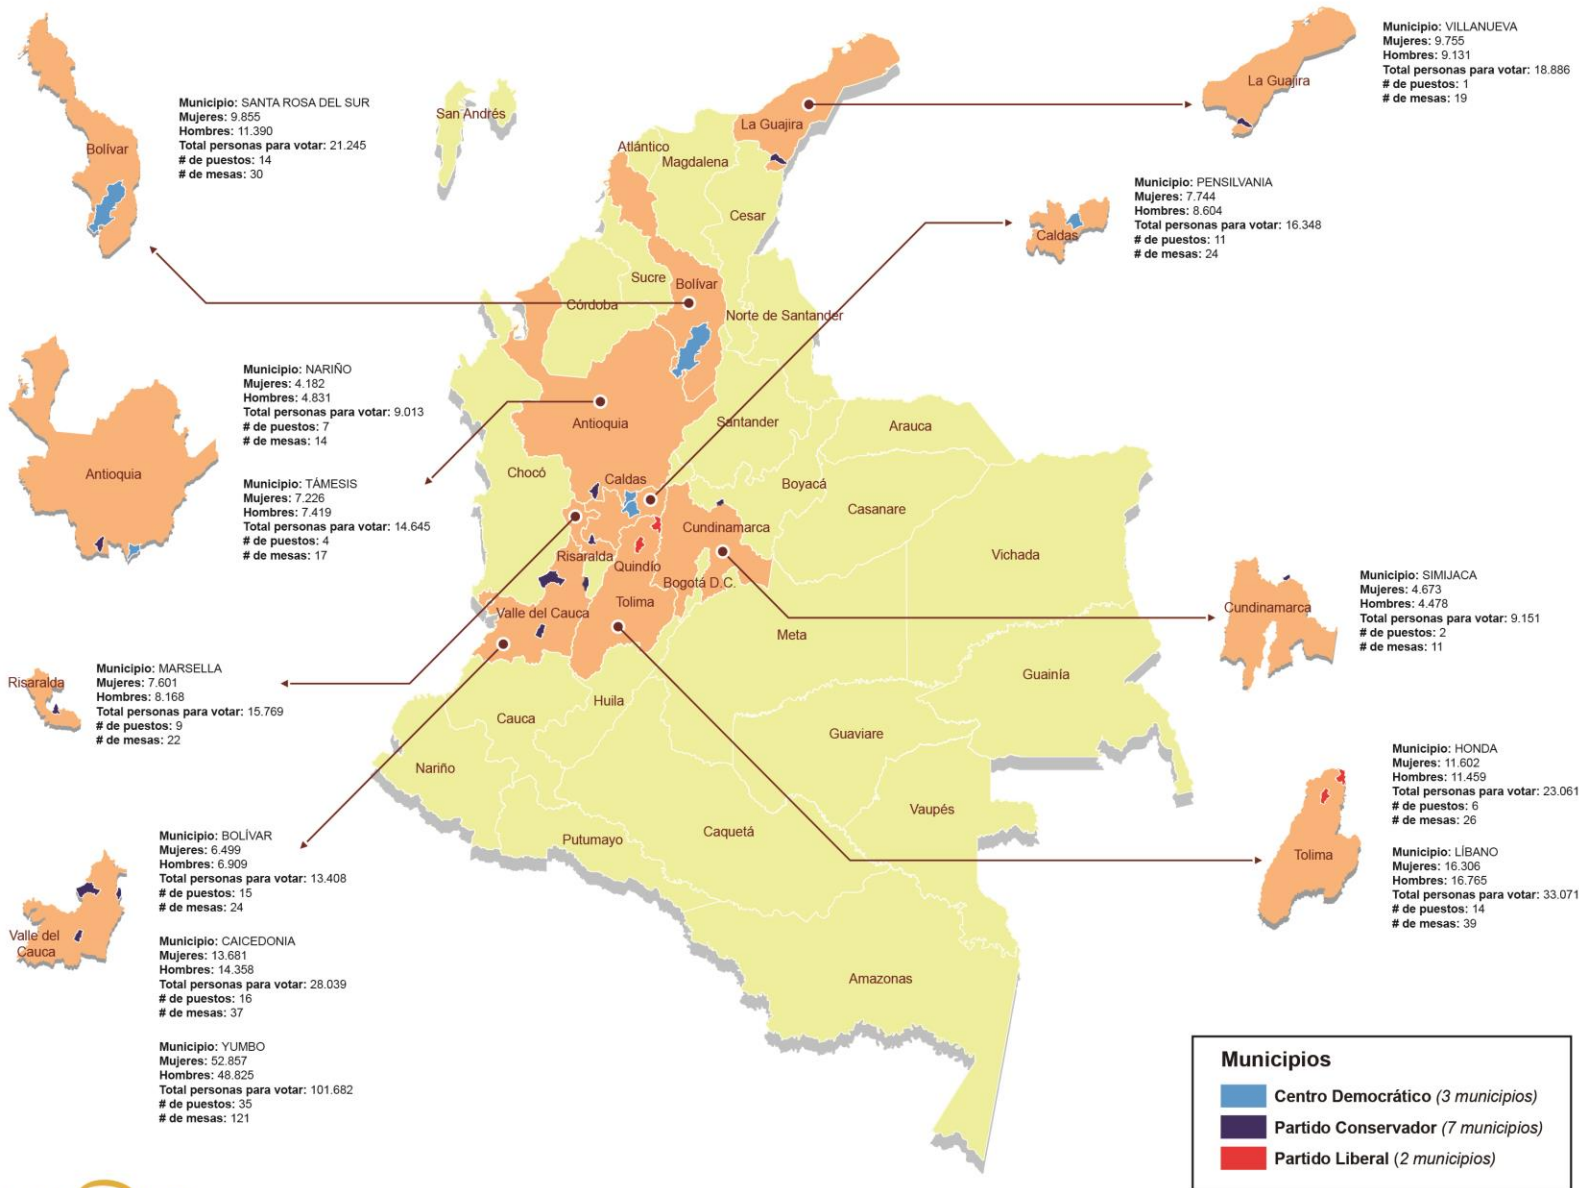 Municipio: SANTA ROSA DEL SUR
Mujeres: 9.855
Hombres: 11.390
Total personas para votar: 21.245
# de puestos: 14
# de mesas: 30
Bolívar
Municipio: VILLANUEVA
Mujeres: 9.755
Hombres: 9.131
Total personas para votar: 18.886
# de puestos: 1
# de mesas: 19
La Guajira
Municipio: PENSILVANIA
Mujeres: 7.744
Hombres: 8.604
Total personas para votar: 16.348
# de puestos: 11
# de mesas: 24
Caldas
San Andrés
La Guajira
Atlántico
Magdalena
Cesar
Sucre
Bolívar
Córdoba
Norte de Santander
Antioquia
Santander
Arauca
Chocó
Caldas
Boyacá
Casanare
Cundinamarca
Vichada
Risaralda
Quindío
Bogotá D.C.
Valle del Cauca
Tolima
Meta
Guainía
Huila
Cauca
Guaviare
Nariño
Vaupés
Putumayo
Caquetá
Amazonas
Municipio: NARIÑO
Mujeres: 4.182
Hombres: 4.831
Total personas para votar: 9.013
# de puestos: 7
# de mesas: 14
Antioquia
Municipio: TÁMESIS
Mujeres: 7.226
Hombres: 7.419
Total personas para votar: 14.645
# de puestos: 4
# de mesas: 17
Municipio: SIMIJACA
Mujeres: 4.673
Hombres: 4.478
Total personas para votar: 9.151
# de puestos: 2
# de mesas: 11
Cundinamarca
Risaralda
Municipio: MARSELLA
Mujeres: 7.601
Hombres: 8.168
Total personas para votar: 15.769
# de puestos: 9
# de mesas: 22
Municipio: HONDA
Mujeres: 11.602
Hombres: 11.459
Total personas para votar: 23.061
# de puestos: 6
# de mesas: 26
Tolima
Municipio: LÍBANO
Mujeres: 16.306
Hombres: 16.765
Total personas para votar: 33.071
# de puestos: 14
# de mesas: 39
Municipio: BOLÍVAR
Mujeres: 6.499
Hombres: 6.909
Total personas para votar: 13.408
# de puestos: 15
# de mesas: 24
Valle del
Cauca
Municipio: CAICEDONIA
Mujeres: 13.681
Hombres: 14.358
Total personas para votar: 28.039
# de puestos: 16
# de mesas: 37
Municipio: YUMBO
Mujeres: 52.857
Hombres: 48.825
Total personas para votar: 101.682
# de puestos: 35
# de mesas: 121
Municipios
Centro Democrático (3 municipios)
Partido Conservador (7 municipios)
Partido Liberal (2 municipios)